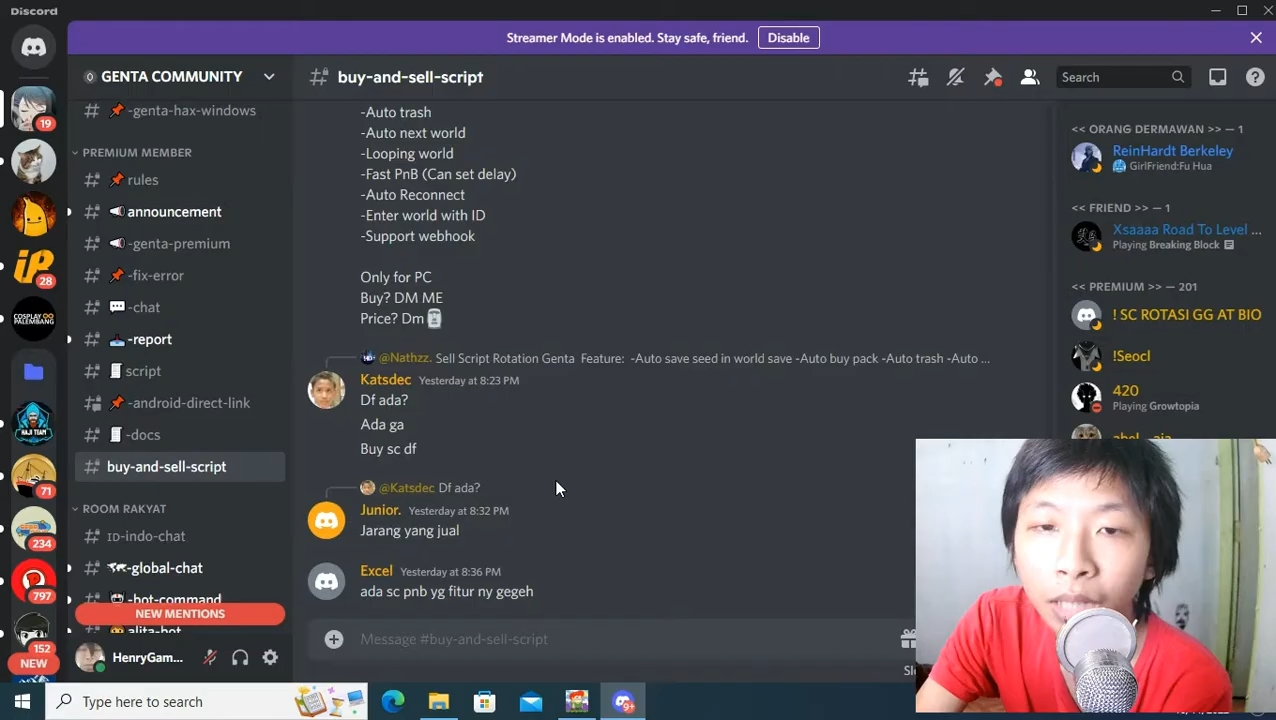 Discord
Streamer Mode is enabled. Stay safe, friend.
Disable
GENTA COMMUNITY
-genta-hax-windows
PREMIUM MEMBER
rules
announcement
-genta-premium
-fix-error
-chat
-report
script
-android-direct-link
-docs
buy-and-sell-script
ROOM RAKYAT
ID-indo-chat
-global-chat
-bot-command
NEW MENTIONS
HenryGam...
19
28
COSPLAY
PALEMBANG
HAJI TEAM
71
234
797
152
NEW
buy-and-sell-script
Search
-Auto trash
-Auto next world
-Looping world
-Fast PnB (Can set delay)
-Auto Reconnect
-Enter world with ID
-Support webhook
Only for PC
Buy? DM ME
Price? Dm
@Nathzz. Sell Script Rotation Genta Feature: -Auto save seed in world save -Auto buy pack -Auto trash -Auto ...
Katsdec Yesterday at 8:23 PM
Df ada?
Ada ga
Buy sc df
@Katsdec Df ada?
Junior. Yesterday at 8:32 PM
Jarang yang jual
Excel Yesterday at 8:36 PM
ada sc pnb yg fitur ny gegeh
Message #buy-and-sell-script
<< ORANG DERMAWAN >> — 1
ReinHardt Berkeley
GirlFriend:Fu Hua
<< FRIEND >> — 1
Xsaaaa Road To Level ...
Playing Breaking Block
<< PREMIUM >> — 201
! SC ROTASI GG AT BIO
!Seocl
420
Playing Growtopia
Type here to search
9+